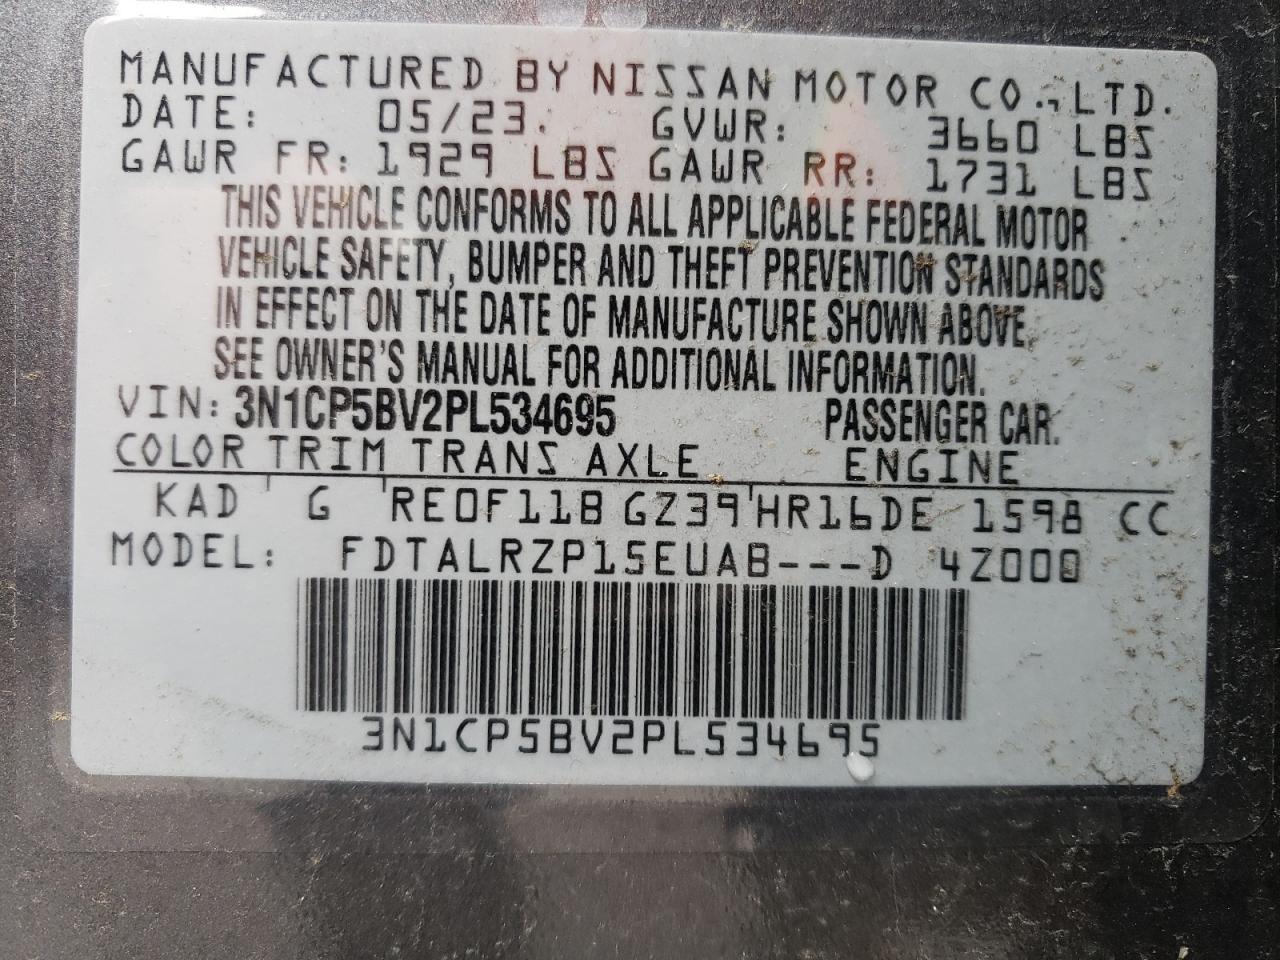 MANUFACTURED BY NISSAN MOTOR CO., LTD.
DATE: 05/23. GVWR: 3660 LBS
GAWR FR: 1929 LBS GAWR RR: 1731 LBS
THIS VEHICLE CONFORMS TO ALL APPLICABLE FEDERAL MOTOR
VEHICLE SAFETY, BUMPER AND THEFT PREVENTION STANDARDS
IN EFFECT ON THE DATE OF MANUFACTURE SHOWN ABOVE.
SEE OWNER'S MANUAL FOR ADDITIONAL INFORMATION.
VIN: 3N1CP5BV2PL534695 PASSENGER CAR.
COLOR TRIM TRANS AXLE ENGINE
KAD G RE0F11B GZ39 HR16DE 1598 CC
MODEL: FDTALRZP15EUAB---D 4Z000
3N1CP5BV2PL534695